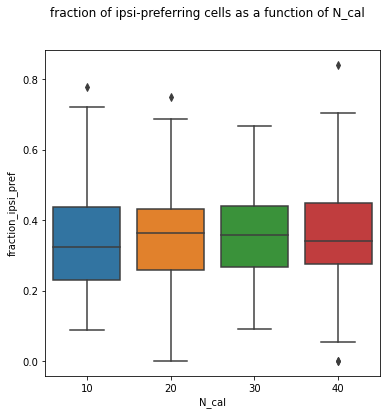 fraction of ipsi-preferring cells as a function of N_cal
0.8
0.6
0.4
0.2
0.0
fraction_ipsi_pref
10 20 30 40
N_cal